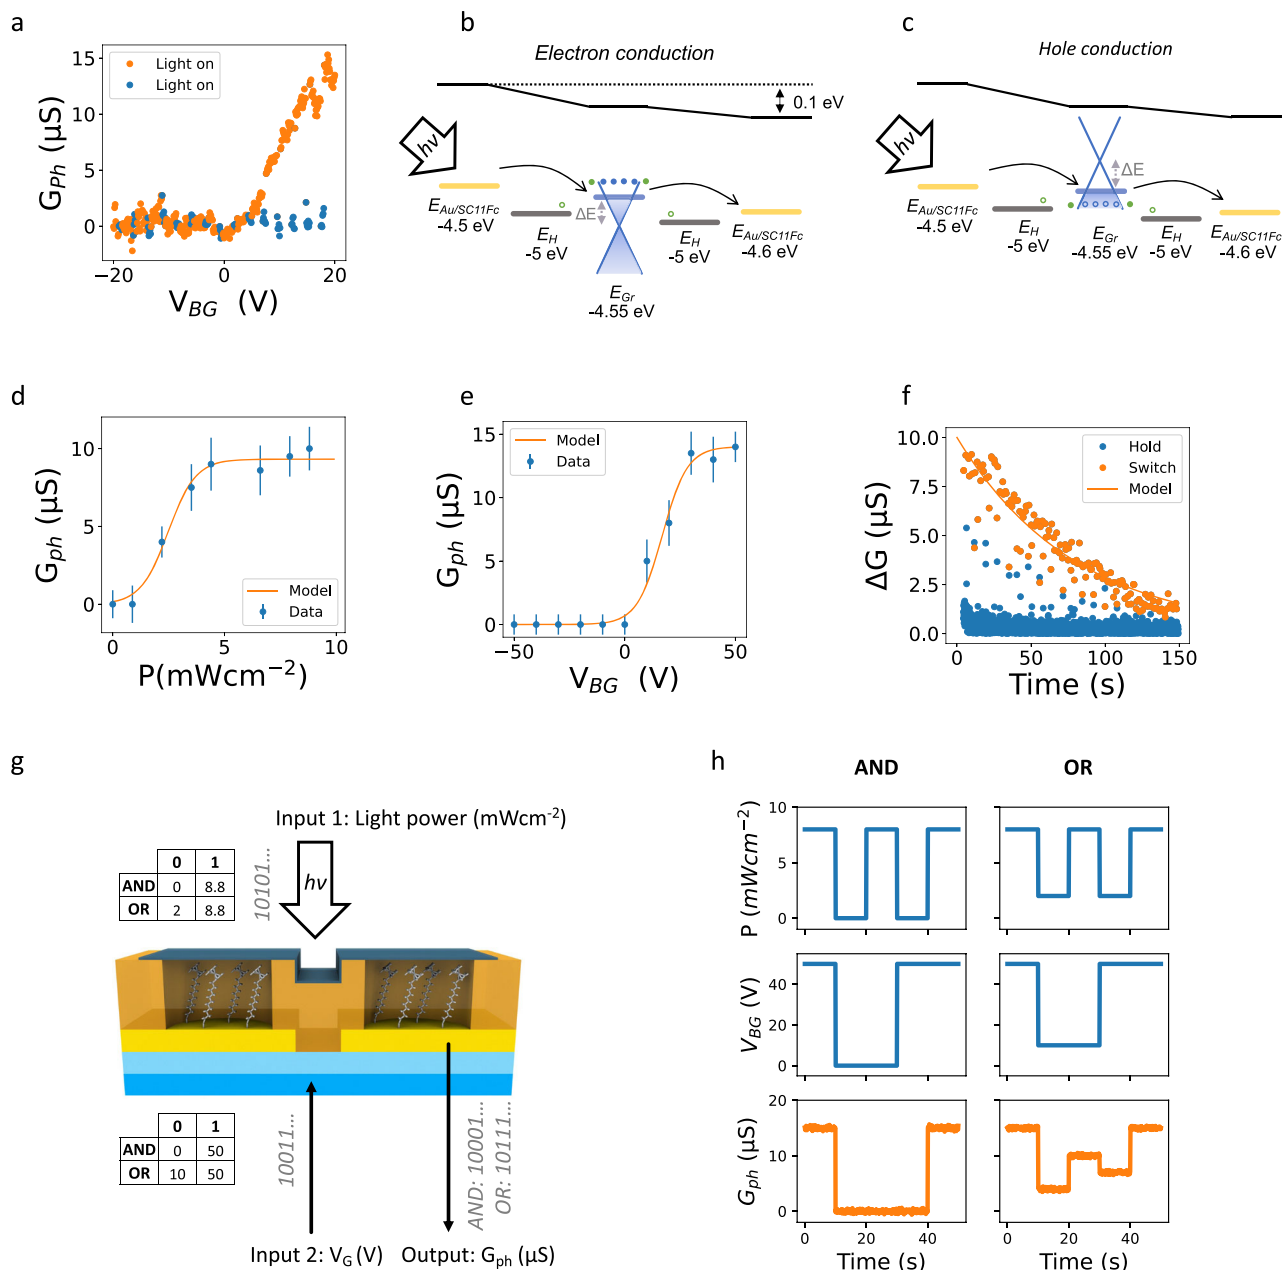 a
15
10
5
0
G_Ph (μS)
Light on
Light on
−20
0
20
V_BG (V)
b
Electron conduction
0.1 eV
hν
E_Au/SC11Fc
-4.5 eV
E_H
-5 eV
ΔE
E_Gr
-4.55 eV
E_H
-5 eV
E_Au/SC11Fc
-4.6 eV
c
Hole conduction
hν
ΔE
E_Au/SC11Fc
-4.5 eV
E_H
-5 eV
E_Gr
-4.55 eV
E_H
-5 eV
E_Au/SC11Fc
-4.6 eV
d
10
5
0
G_ph (μS)
Model
Data
0
5
10
P(mWcm⁻²)
e
15
10
5
0
G_ph (μS)
Model
Data
−50
0
50
V_BG (V)
f
10.0
7.5
5.0
2.5
0.0
ΔG (μS)
Hold
Switch
Model
0
50
100
150
Time (s)
g
Input 1: Light power (mWcm⁻²)
0 1
AND 0 8.8
OR 2 8.8
10101...
hν
0 1
AND 0 50
OR 10 50
10011...
AND: 10001...
OR: 10111...
Input 2: V_G (V)
Output: G_ph (μS)
h
AND
OR
10
5
0
P (mWcm⁻²)
40
20
0
V_BG (V)
20
10
0
G_ph (μS)
0 20 40
0 20 40
Time (s)
Time (s)